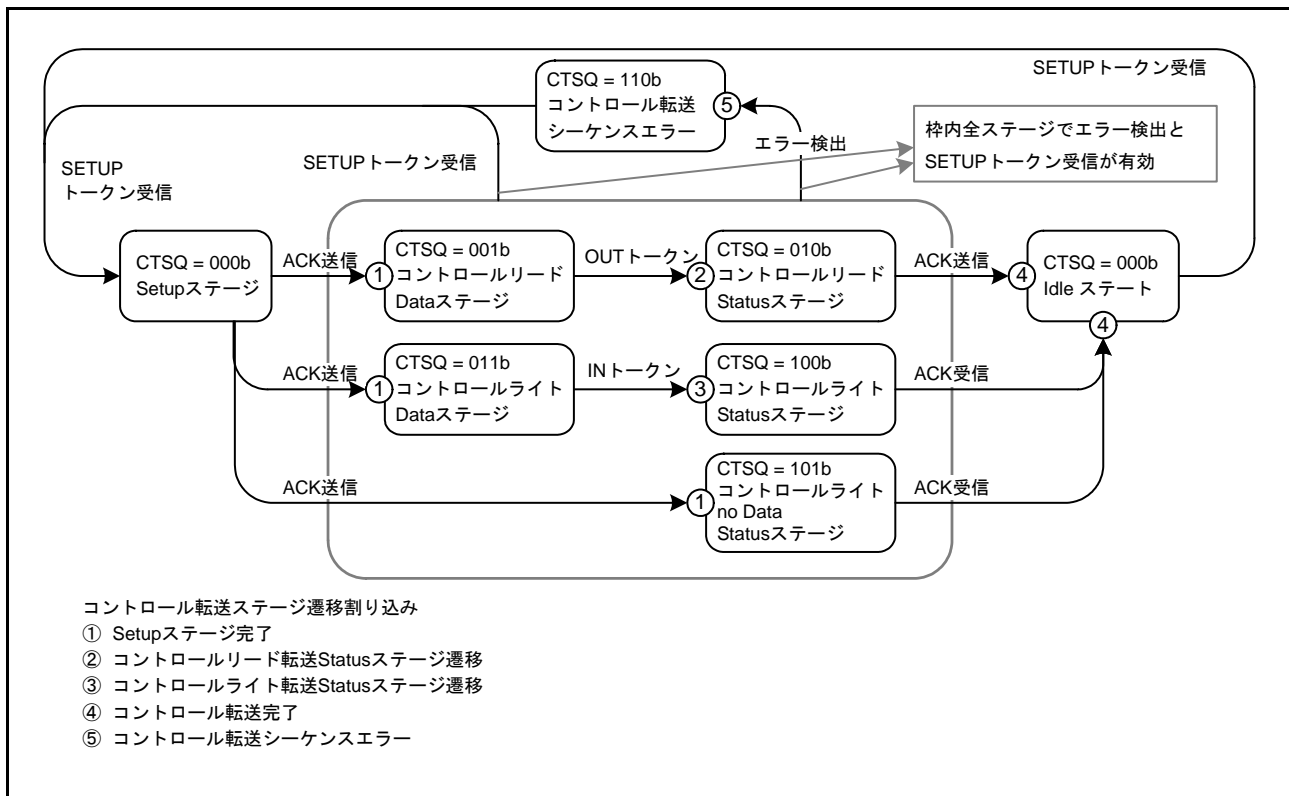 SETUPトークン受信
CTSQ = 110b
コントロール転送
シーケンスエラー
⑤
エラー検出
枠内全ステージでエラー検出と
SETUPトークン受信が有効
SETUP
トークン受信
SETUPトークン受信
CTSQ = 000b
Setupステージ
ACK送信
①
CTSQ = 001b
コントロールリード
Dataステージ
OUTトークン
②
CTSQ = 010b
コントロールリード
Statusステージ
ACK送信
④
CTSQ = 000b
Idle ステート
④
ACK送信
①
CTSQ = 011b
コントロールライト
Dataステージ
INトークン
③
CTSQ = 100b
コントロールライト
Statusステージ
ACK受信
ACK送信
①
CTSQ = 101b
コントロールライト
no Data
Statusステージ
ACK受信
コントロール転送ステージ遷移割り込み
① Setupステージ完了
② コントロールリード転送Statusステージ遷移
③ コントロールライト転送Statusステージ遷移
④ コントロール転送完了
⑤ コントロール転送シーケンスエラー